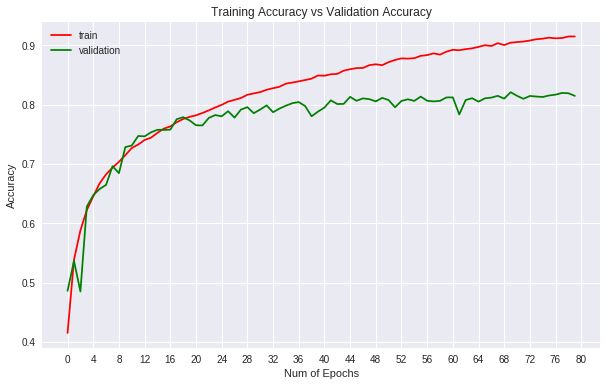 Training Accuracy vs Validation Accuracy
train
validation
Accuracy
0.9
0.8
0.7
0.6
0.5
0.4
0 4 8 12 16 20 24 28 32 36 40 44 48 52 56 60 64 68 72 76 80
Num of Epochs